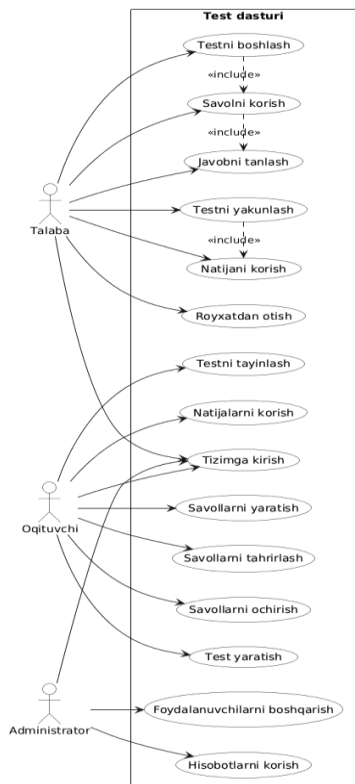 Test dasturi
Testni boshlash
«include»
Savolni korish
«include»
Javobni tanlash
Testni yakunlash
«include»
Natijani korish
Royxatdan otish
Testni tayinlash
Natijalarni korish
Tizimga kirish
Savollarni yaratish
Savollarni tahrirlash
Savollarni ochirish
Test yaratish
Foydalanuvchilarni boshqarish
Hisobotlarni korish
Talaba
Oqituvchi
Administrator